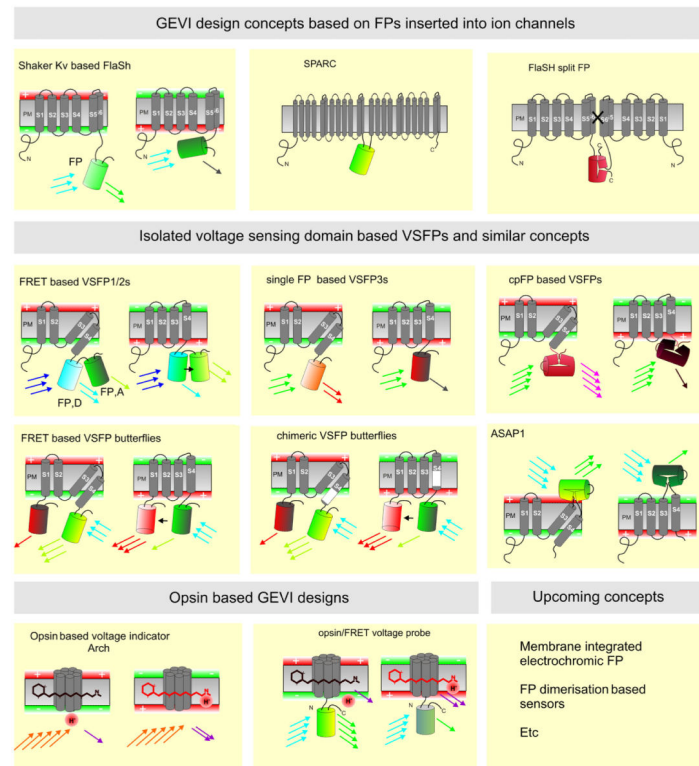 GEVI design concepts based on FPs inserted into ion channels
Shaker Kv based FlaSh
PM
S1
S2
S3
S4
S5-6
N
FP
C
PM
S1
S2
S3
S4
S5-6
N
SPARC
N
C
FlaSH split FP
PM
S1
S2
S3
S4
S5-6
S5-6
S4
S3
S2
S1
N
C
C
N
Isolated voltage sensing domain based VSFPs and similar concepts
FRET based VSFP1/2s
PM
S1
S2
S3
S4
FP,D
FP,A
PM
S1
S2
S3
S4
single FP based VSFP3s
PM
S1
S2
S3
S4
PM
S1
S2
S3
S4
cpFP based VSFPs
PM
S1
S2
S3
S4
PM
S1
S2
S3
S4
FRET based VSFP butterflies
PM
S1
S2
S3
S4
PM
S1
S2
S3
S4
chimeric VSFP butterflies
PM
S1
S2
PM
S1
S2
S3
S4
ASAP1
PM
S1
S2
S3
S4
PM
S1
S2
S3
S4
Opsin based GEVI designs
Upcoming concepts
Opsin based voltage indicator
Arch
N
H+
N
H+
opsin/FRET voltage probe
N
H+
N
C
N
H+
N
C
Membrane integrated
electrochromic FP
FP dimerisation based
sensors
Etc